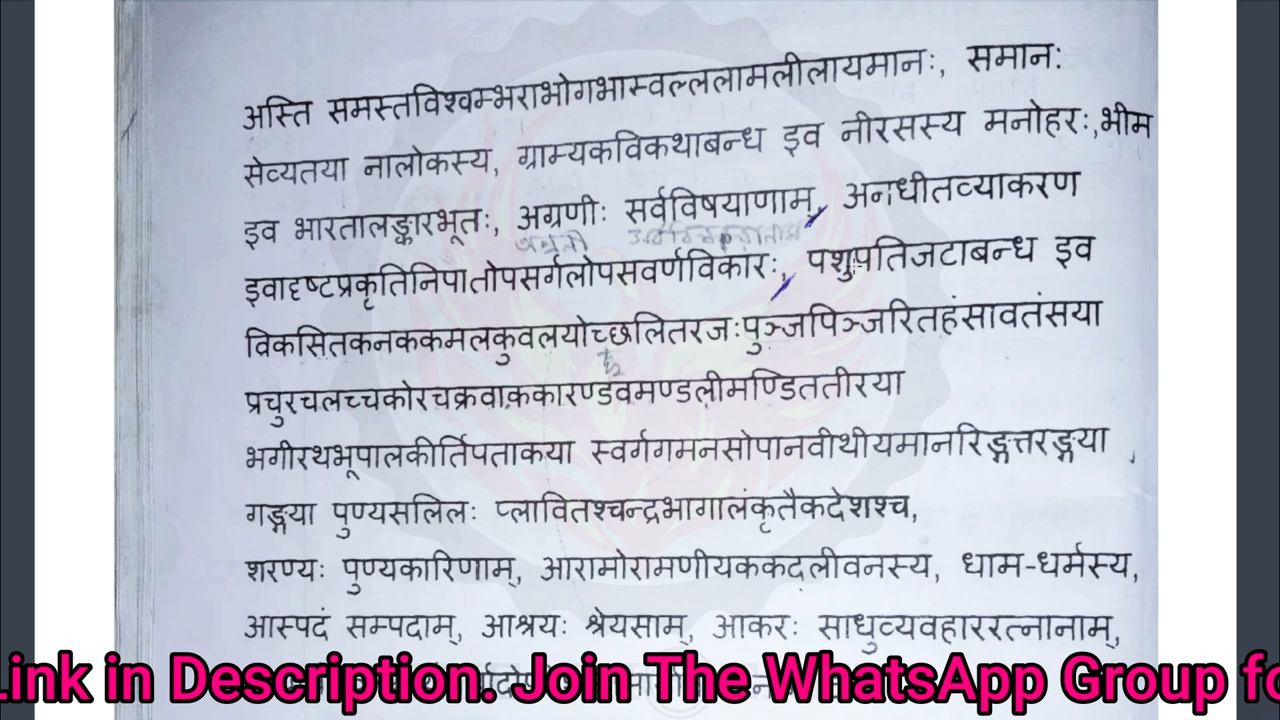 अस्ति समस्तविश्वम्भराभोगभास्वल्ललामलीलायमानः, समानः
सेव्यतया नालोकस्य, ग्राम्यकविकथाबन्ध इव नीरसस्य मनोहरः,भीम
इव भारतालङ्कारभूतः, अग्रणीः सर्वविषयाणाम्, अनधीतव्याकरण
इवादृष्टप्रकृतिनिपातोपसर्गलोपसवर्णविकारः, पशुपतिजटाबन्ध इव
विकसितकनककमलकुवलयोच्छलितरजःपुञ्जपिञ्जरितहंसावतंसया
प्रचुरचलच्चकोरचक्रवाककारण्डवमण्डलीमण्डिततीरया
भगीरथभूपालकीर्तिपताकया स्वर्गगमनसोपानवीथीयमानरिङ्गत्तरङ्गया
गङ्गया पुण्यसलिलः प्लावितश्चन्द्रभागालंकृतैकदेशश्च,
शरण्यः पुण्यकारिणाम्, आरामोरामणीयककदलीवनस्य, धाम-धर्मस्य,
आस्पदं सम्पदाम्, आश्रयः श्रेयसाम्, आकरः साधुव्यवहाररत्नानाम्,
Link in Description. Join The WhatsApp Group fo